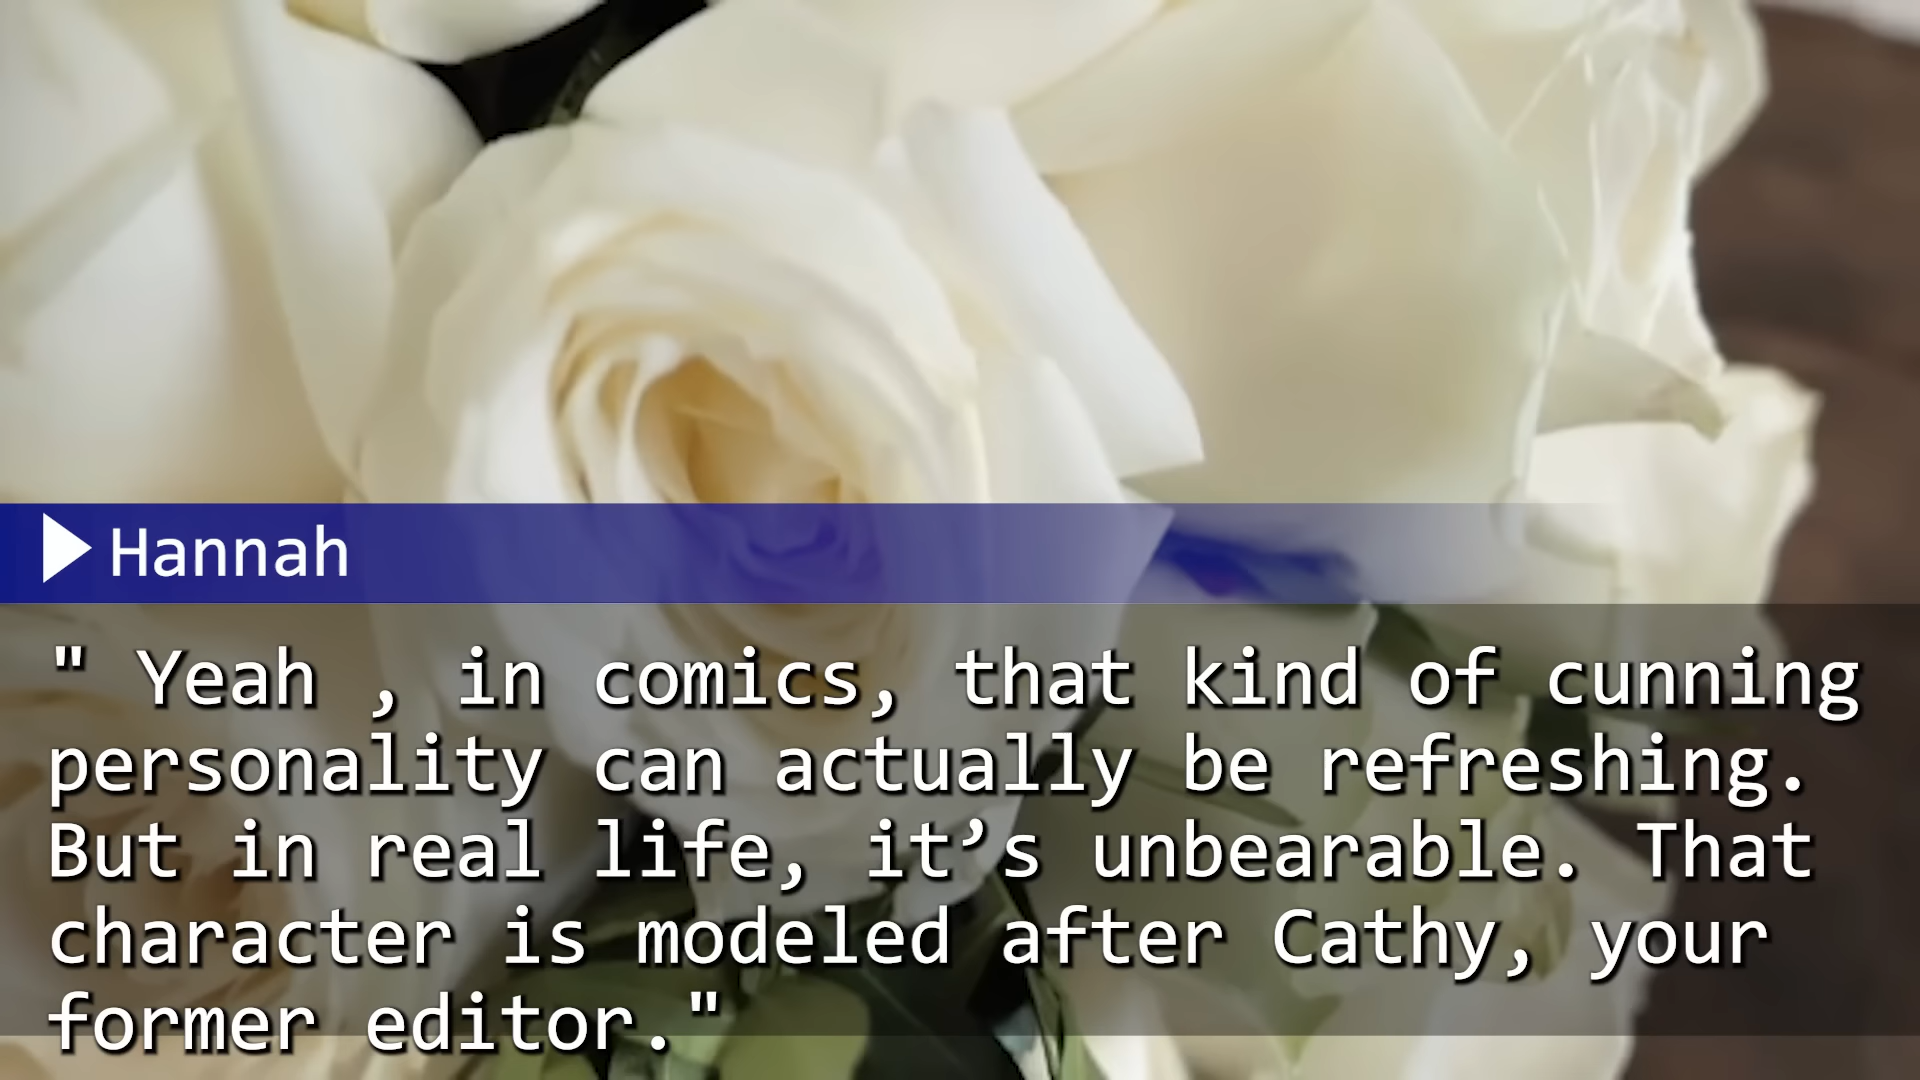 Hannah
" Yeah , in comics, that kind of cunning
personality can actually be refreshing.
But in real life, it’s unbearable. That
character is modeled after Cathy, your
former editor."